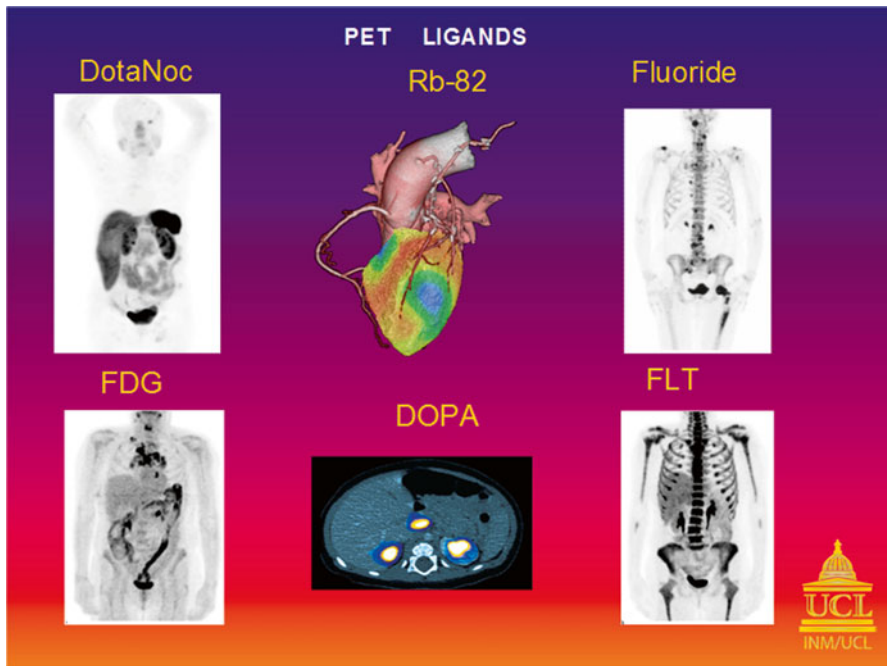 PET LIGANDS
DotaNoc
Rb-82
Fluoride
FDG
DOPA
FLT
UCL
INM/UCL